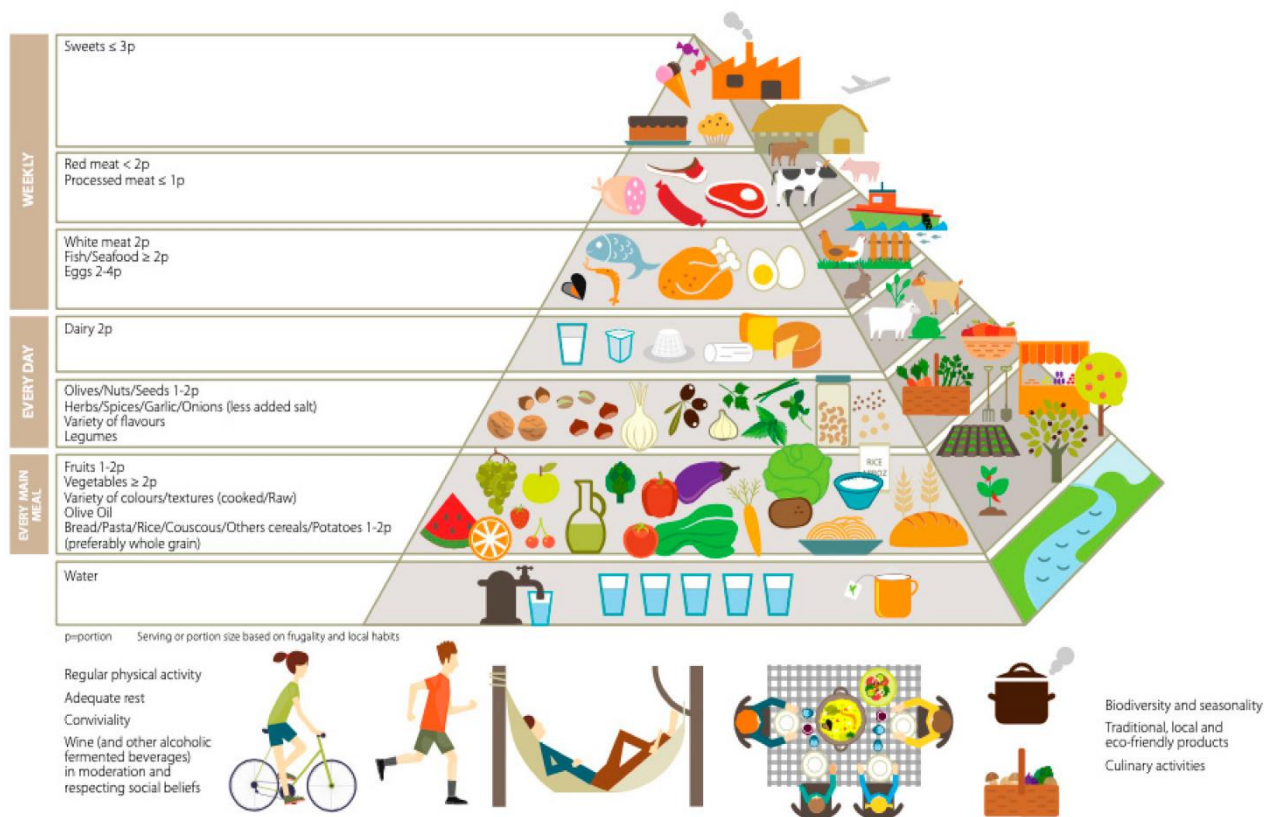 WEEKLY
Sweets ≤ 3p
Red meat < 2p
Processed meat ≤ 1p
White meat 2p
Fish/Seafood ≥ 2p
Eggs 2-4p
EVERY DAY
Dairy 2p
Olives/Nuts/Seeds 1-2p
Herbs/Spices/Garlic/Onions (less added salt)
Variety of flavours
Legumes
EVERY MAIN
MEAL
Fruits 1-2p
Vegetables ≥ 2p
Variety of colours/textures (cooked/Raw)
Olive Oil
Bread/Pasta/Rice/Couscous/Others cereals/Potatoes 1-2p
(preferably whole grain)
RICE
Water
p=portion Serving or portion size based on frugality and local habits
Regular physical activity
Adequate rest
Conviviality
Wine (and other alcoholic
fermented beverages)
in moderation and
respecting social beliefs
Biodiversity and seasonality
Traditional, local and
eco-friendly products
Culinary activities